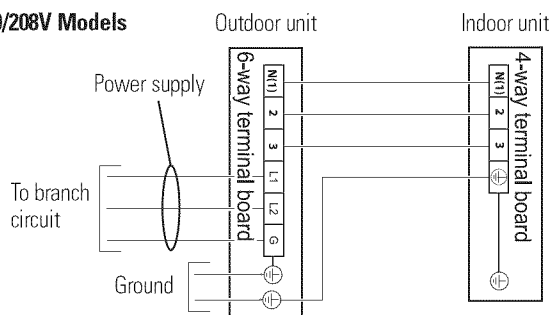 /208V Models
Outdoor unit
Indoor unit
Power supply
6-way terminal board
N(1)
2
3
L1
L2
G
4-way terminal board
N(1)
2
3
To branch
circuit
Ground